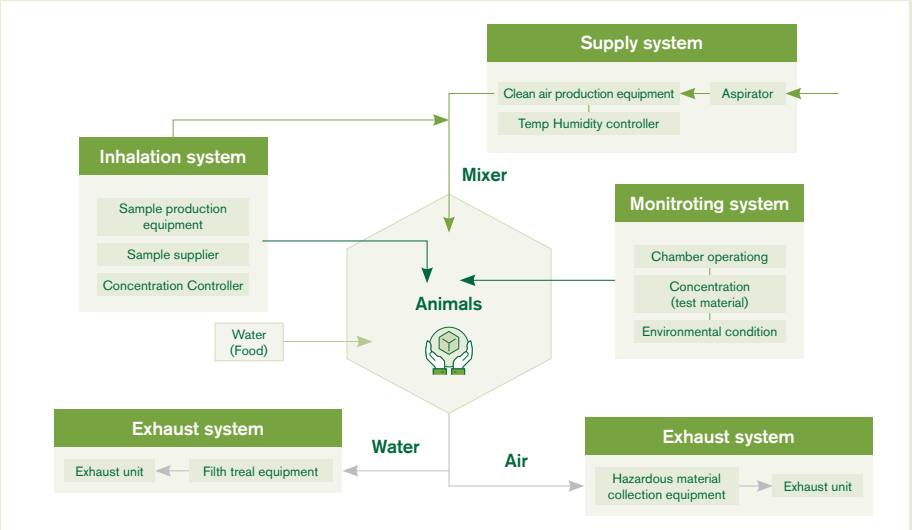 Supply system
Clean air production equipment
Aspirator
Temp Humidity controller
Inhalation system
Sample production
equipment
Sample supplier
Concentration Controller
Mixer
Monitroting system
Chamber operationg
Concentration
(test material)
Environmental condition
Animals
Water
(Food)
Exhaust system
Exhaust unit
Filth treal equipment
Water
Air
Exhaust system
Hazardous material
collection equipment
Exhaust unit